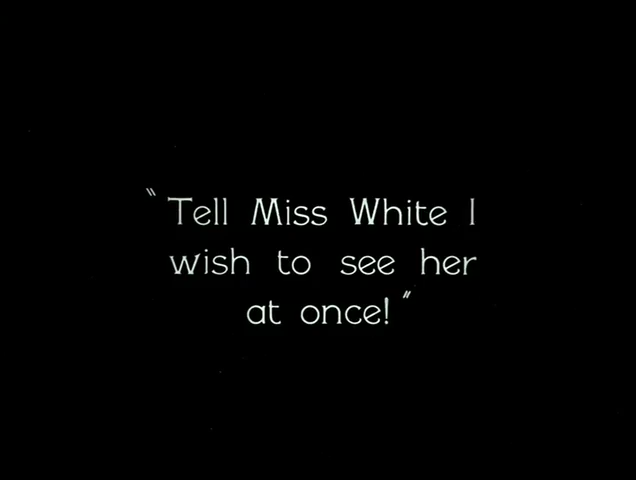 "Tell Miss White I
wish to see her
at once!"